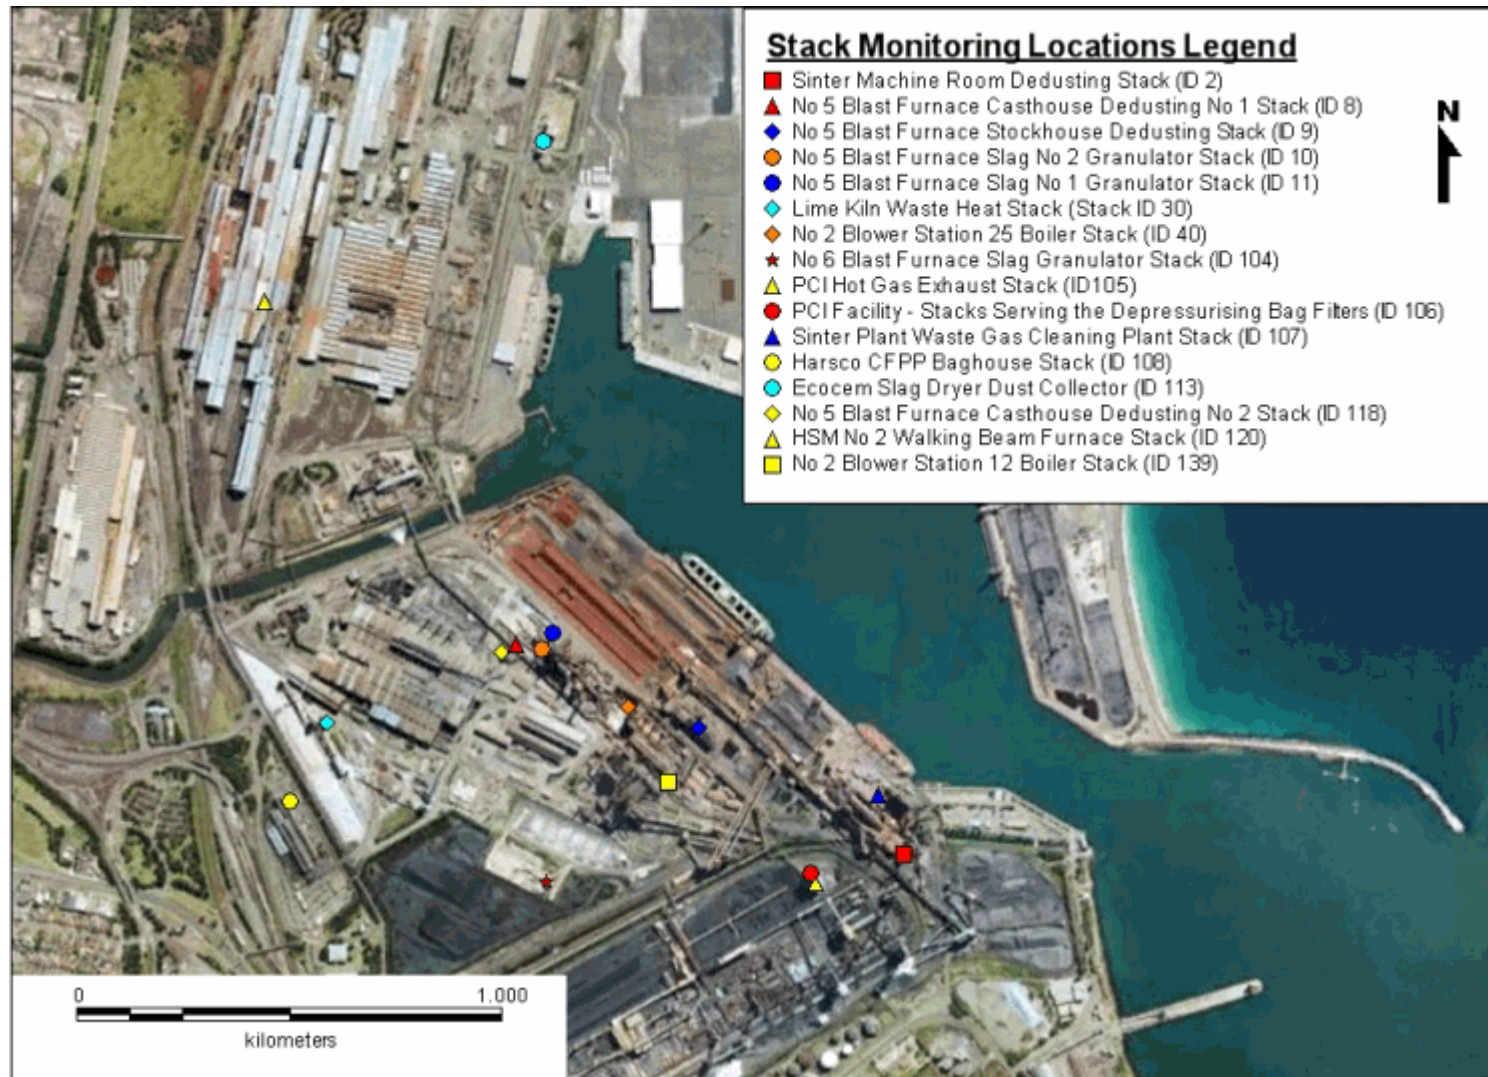 Stack Monitoring Locations Legend
Sinter Machine Room Dedusting Stack (ID 2)
No 5 Blast Furnace Casthouse Dedusting No 1 Stack (ID 8)
No 5 Blast Furnace Stockhouse Dedusting Stack (ID 9)
No 5 Blast Furnace Slag No 2 Granulator Stack (ID 10)
No 5 Blast Furnace Slag No 1 Granulator Stack (ID 11)
Lime Kiln Waste Heat Stack (Stack ID 30)
No 2 Blower Station 25 Boiler Stack (ID 40)
No 6 Blast Furnace Slag Granulator Stack (ID 104)
PCI Hot Gas Exhaust Stack (ID105)
PCI Facility - Stacks Serving the Depressurising Bag Filters (ID 106)
Sinter Plant Waste Gas Cleaning Plant Stack (ID 107)
Harsco CFPP Baghouse Stack (ID 108)
Ecocem Slag Dryer Dust Collector (ID 113)
No 5 Blast Furnace Casthouse Dedusting No 2 Stack (ID 118)
HSM No 2 Walking Beam Furnace Stack (ID 120)
No 2 Blower Station 12 Boiler Stack (ID 139)
N
0 1,000
kilometers